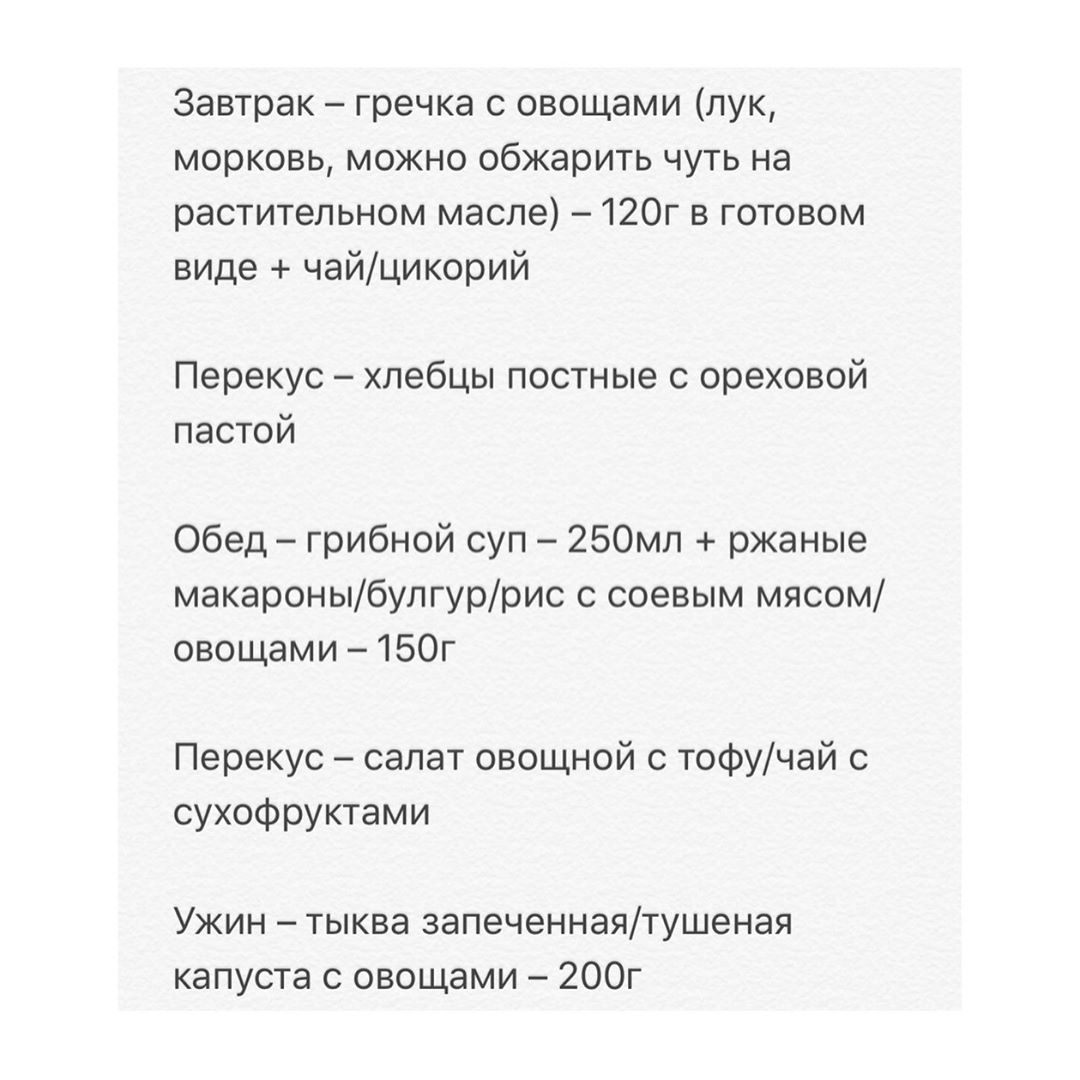 Завтрак – гречка с овощами (лук,
морковь, можно обжарить чуть на
растительном масле) – 120г в готовом
виде + чай/цикорий
Перекус – хлебцы постные с ореховой
пастой
Обед – грибной суп – 250мл + ржаные
макароны/булгур/рис с соевым мясом/
овощами – 150г
Перекус – салат овощной с тофу/чай с
сухофруктами
Ужин – тыква запеченная/тушеная
капуста с овощами – 200г